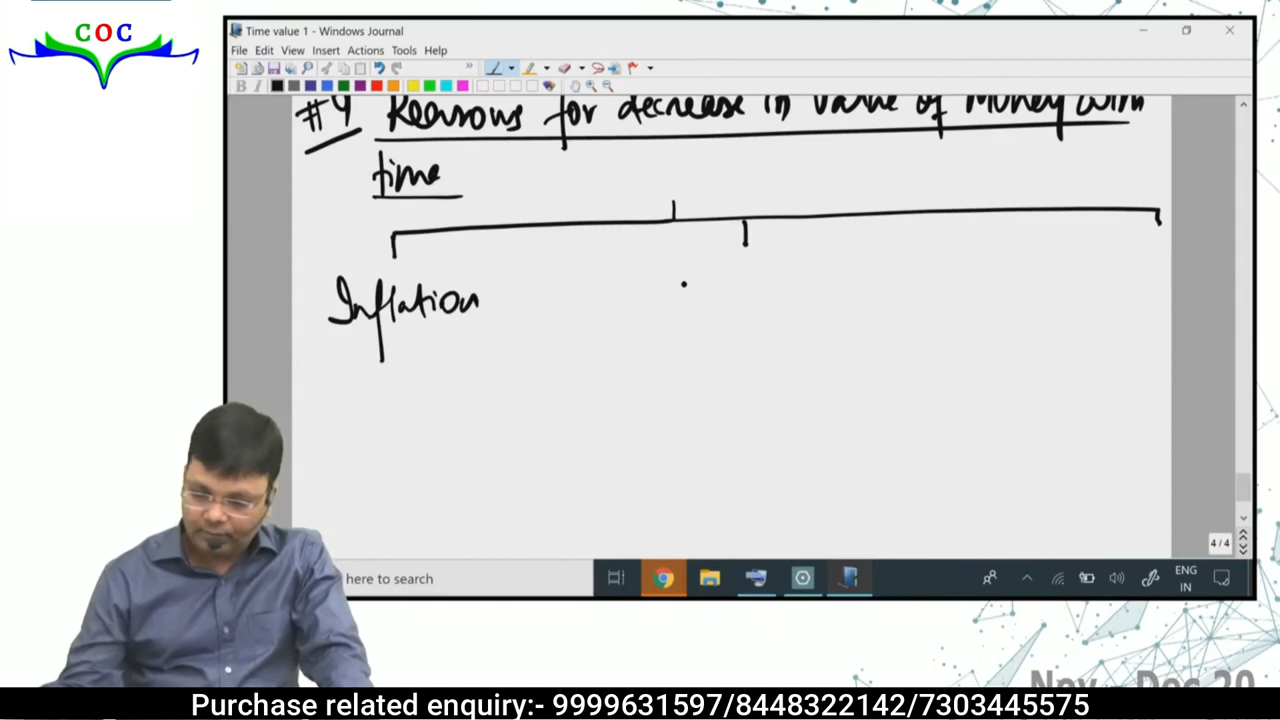 COC
Time value 1 - Windows Journal
File Edit View Insert Actions Tools Help
B I
#4 Reasons for decrease in value of Money with
time
Inflation
4 / 4
here to search
ENG
IN
Purchase related enquiry:- 9999631597/8448322142/7303445575